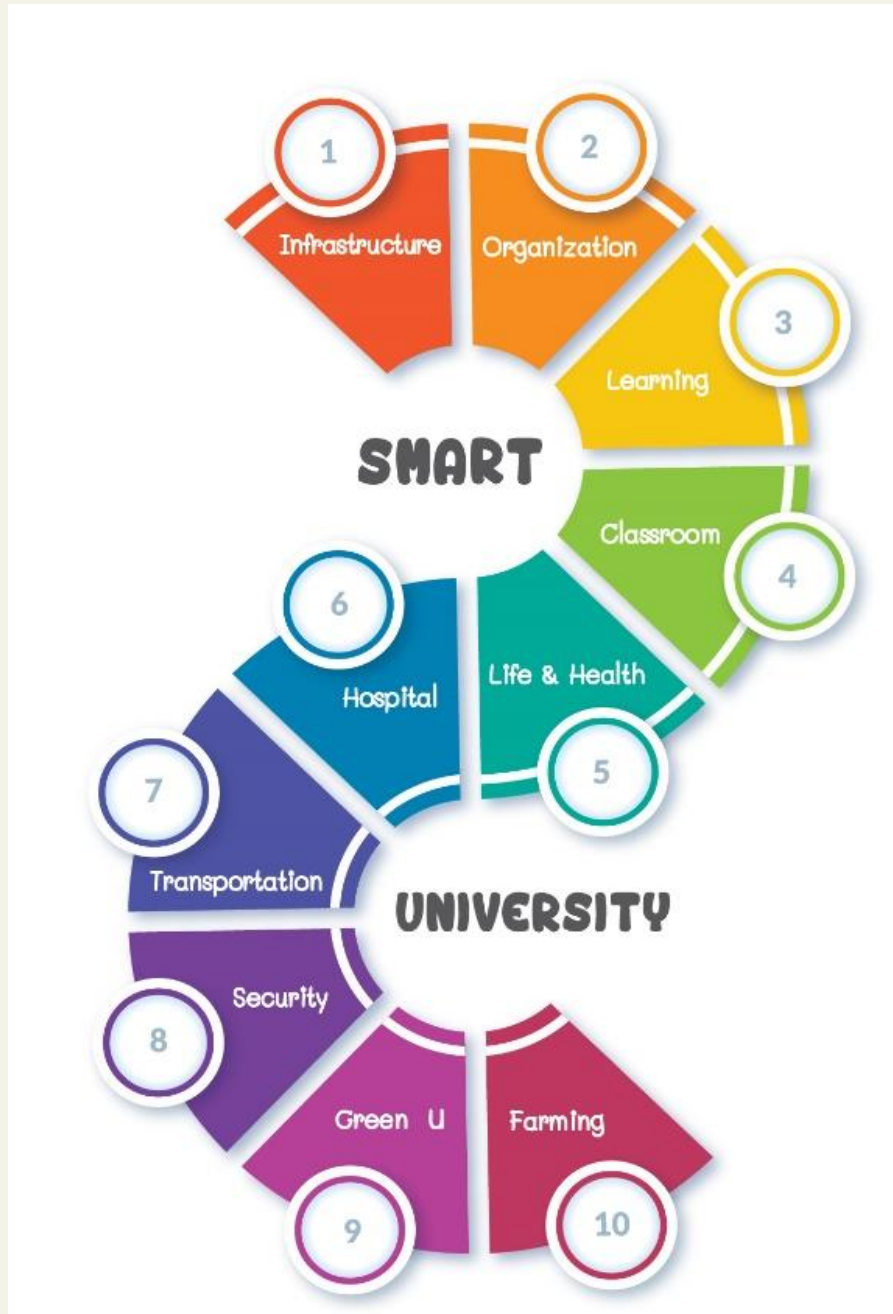 1
Infrastructure
2
Organization
3
Learning
SMART
4
Classroom
5
Life & Health
6
Hospital
7
Transportation
UNIVERSITY
8
Security
9
Green U
10
Farming